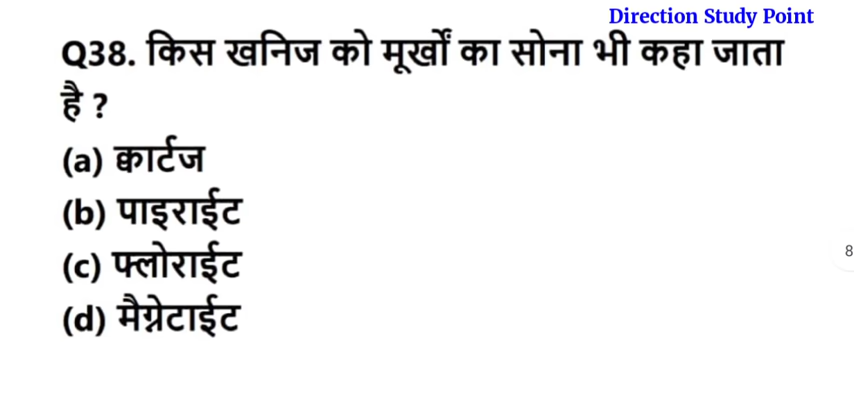 Direction Study Point
Q38. किस खनिज को मूर्खों का सोना भी कहा जाता
है ?
(a) क्वार्टज
(b) पाइराईट
(c) फ्लोराईट
(d) मैग्नेटाईट
8